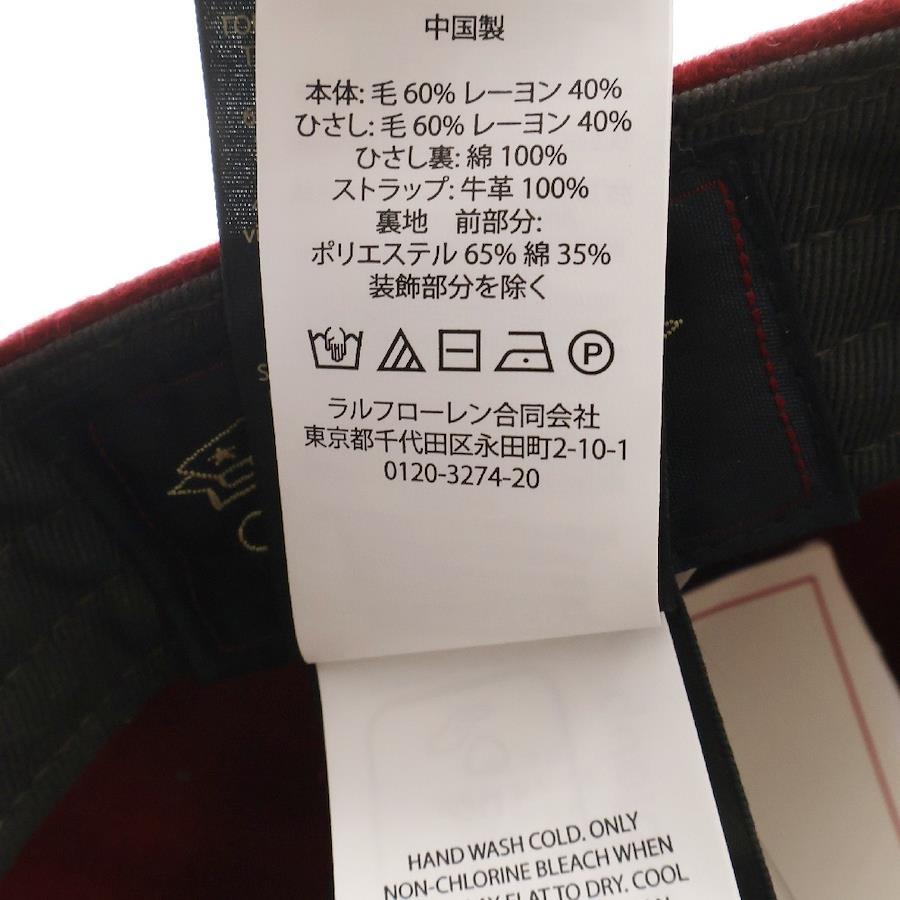 中国製
本体: 毛 60% レーヨン 40%
ひさし: 毛 60% レーヨン 40%
ひさし裏: 綿 100%
ストラップ: 牛革 100%
裏地　前部分:
ポリエステル 65% 綿 35%
装飾部分を除く
P
ラルフローレン合同会社
東京都千代田区永田町2-10-1
0120-3274-20
HAND WASH COLD. ONLY
NON-CHLORINE BLEACH WHEN
FLAT TO DRY. COOL